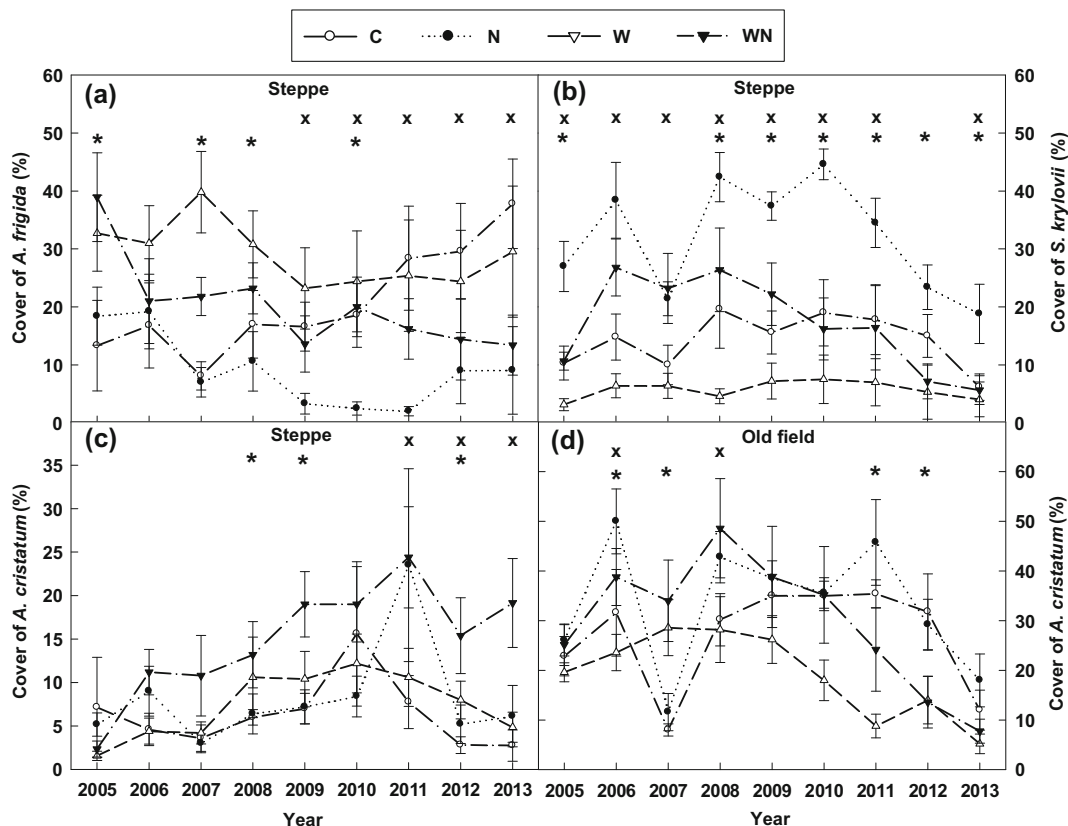 C N W WN
(a) Steppe
Cover of A. frigida (%)
60
50
40
30
20
10
0
x x x x x
* * * *
(b) Steppe
Cover of S. krylovii (%)
60
50
40
30
20
10
0
x x x x x x x x
* * * * * * *
(c) Steppe
Cover of A. cristatum (%)
35
30
25
20
15
10
5
0
x x x
* * *
2005 2006 2007 2008 2009 2010 2011 2012 2013
Year
(d) Old field
Cover of A. cristatum (%)
60
50
40
30
20
10
0
x x
* * * *
2005 2006 2007 2008 2009 2010 2011 2012 2013
Year